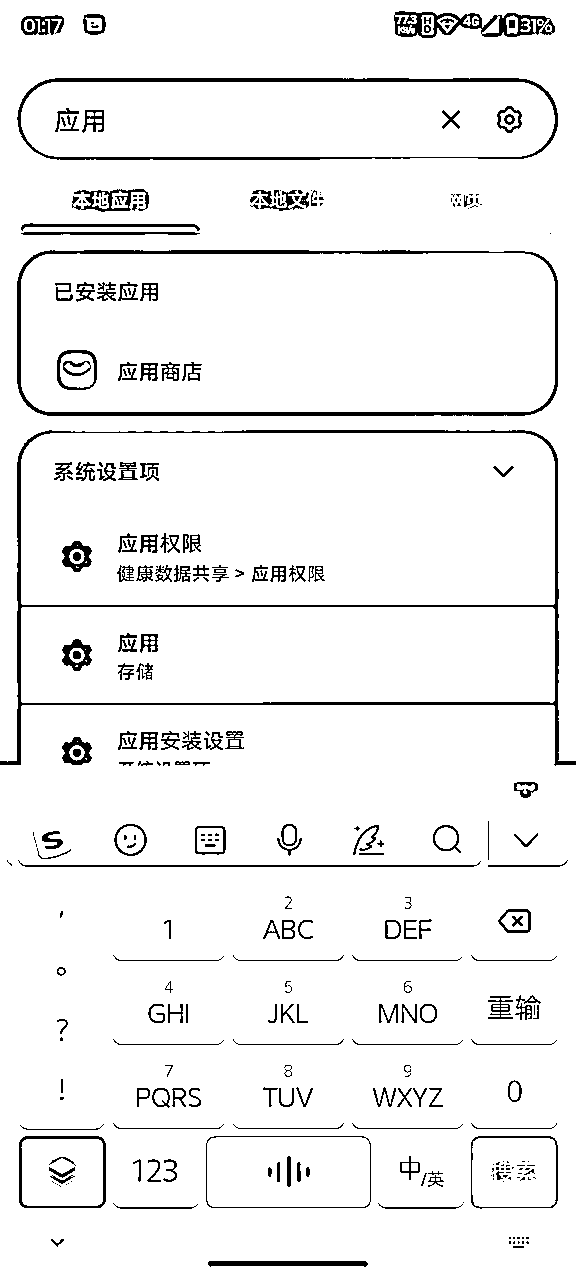 01:17
31%
应用
本地应用 本地文件 网页
已安装应用
应用商店
系统设置项
应用权限
健康数据共享 > 应用权限
应用
存储
应用安装设置
,
1
2
ABC
3
DEF
。
4
GHI
5
JKL
6
MNO
重输
?
7
PQRS
8
TUV
9
WXYZ
0
!
123
中/英
搜索